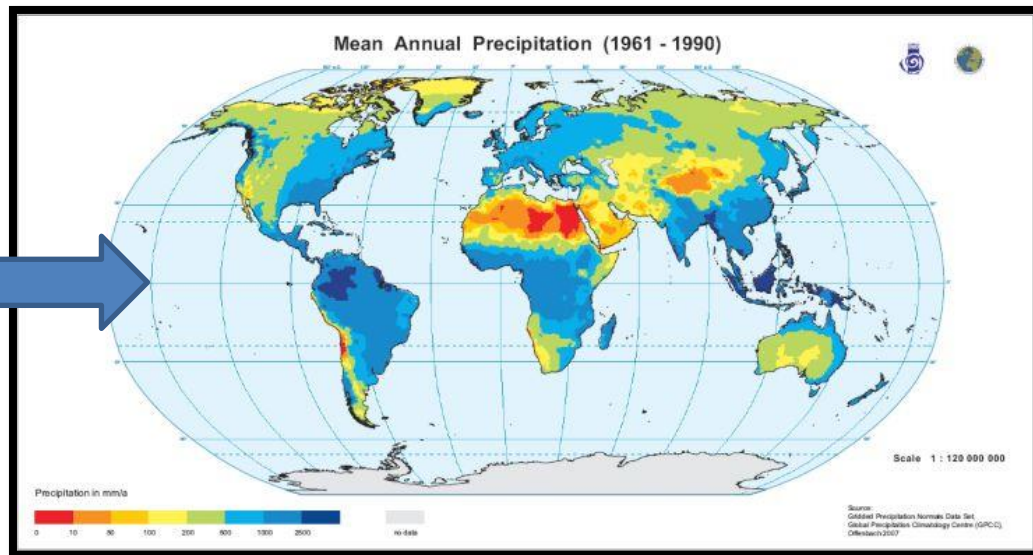 Mean Annual Precipitation (1961 - 1990)
Scale 1 : 120 000 000
Precipitation in mm/a
0 10 50 100 200 500 1000 2500 no data
Source:
Gridded Precipitation Normals Data Set,
Global Precipitation Climatology Centre (GPCC),
Offenbach 2007